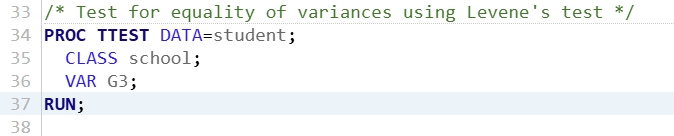 33 /* Test for equality of variances using Levene's test */
34 PROC TTEST DATA=student;
35 CLASS school;
36 VAR G3;
37 RUN;
38